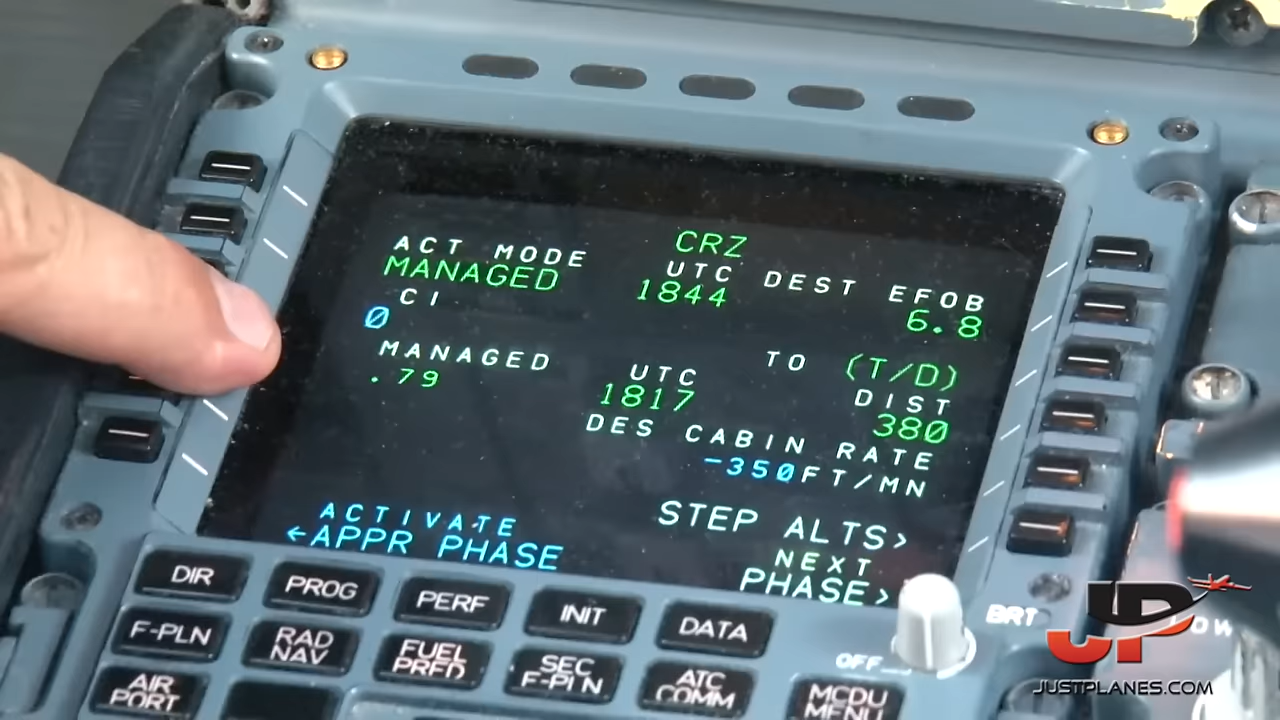 CRZ
ACT MODE UTC DEST EFOB
MANAGED 1844 6.8
CI
0
MANAGED UTC TO (T/D)
.79 1817 DIST
380
DES CABIN RATE
-350FT/MN
ACTIVATE STEP ALTS>
←APPR PHASE NEXT
PHASE>
DIR PROG PERF INIT DATA
OFF BRT
F-PLN RAD NAV FUEL PRED SEC F-PLN ATC COMM MCDU MENU
AIR PORT
JP
JUSTPLANES.COM